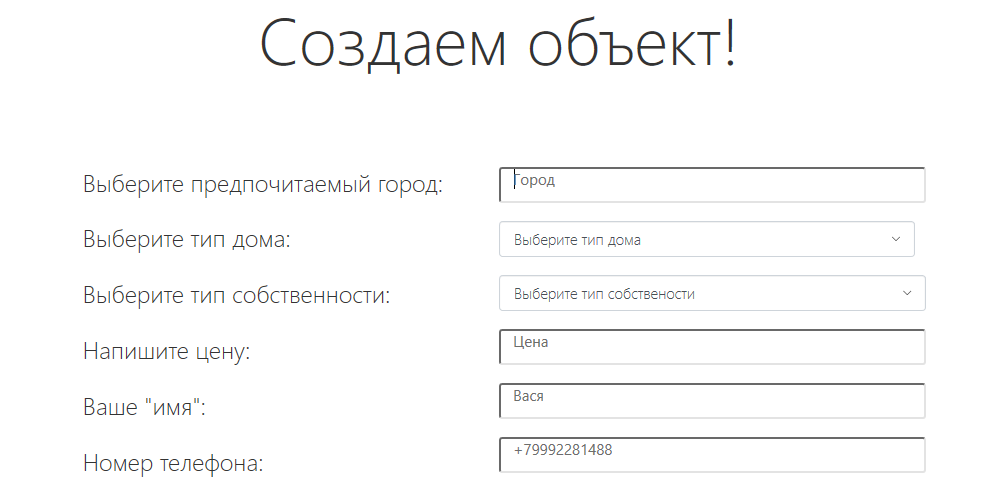 Создаем объект!
Выберите предпочитаемый город: Город
Выберите тип дома: Выберите тип дома
Выберите тип собственности: Выберите тип собствености
Напишите цену: Цена
Ваше "имя": Вася
Номер телефона: +79992281488